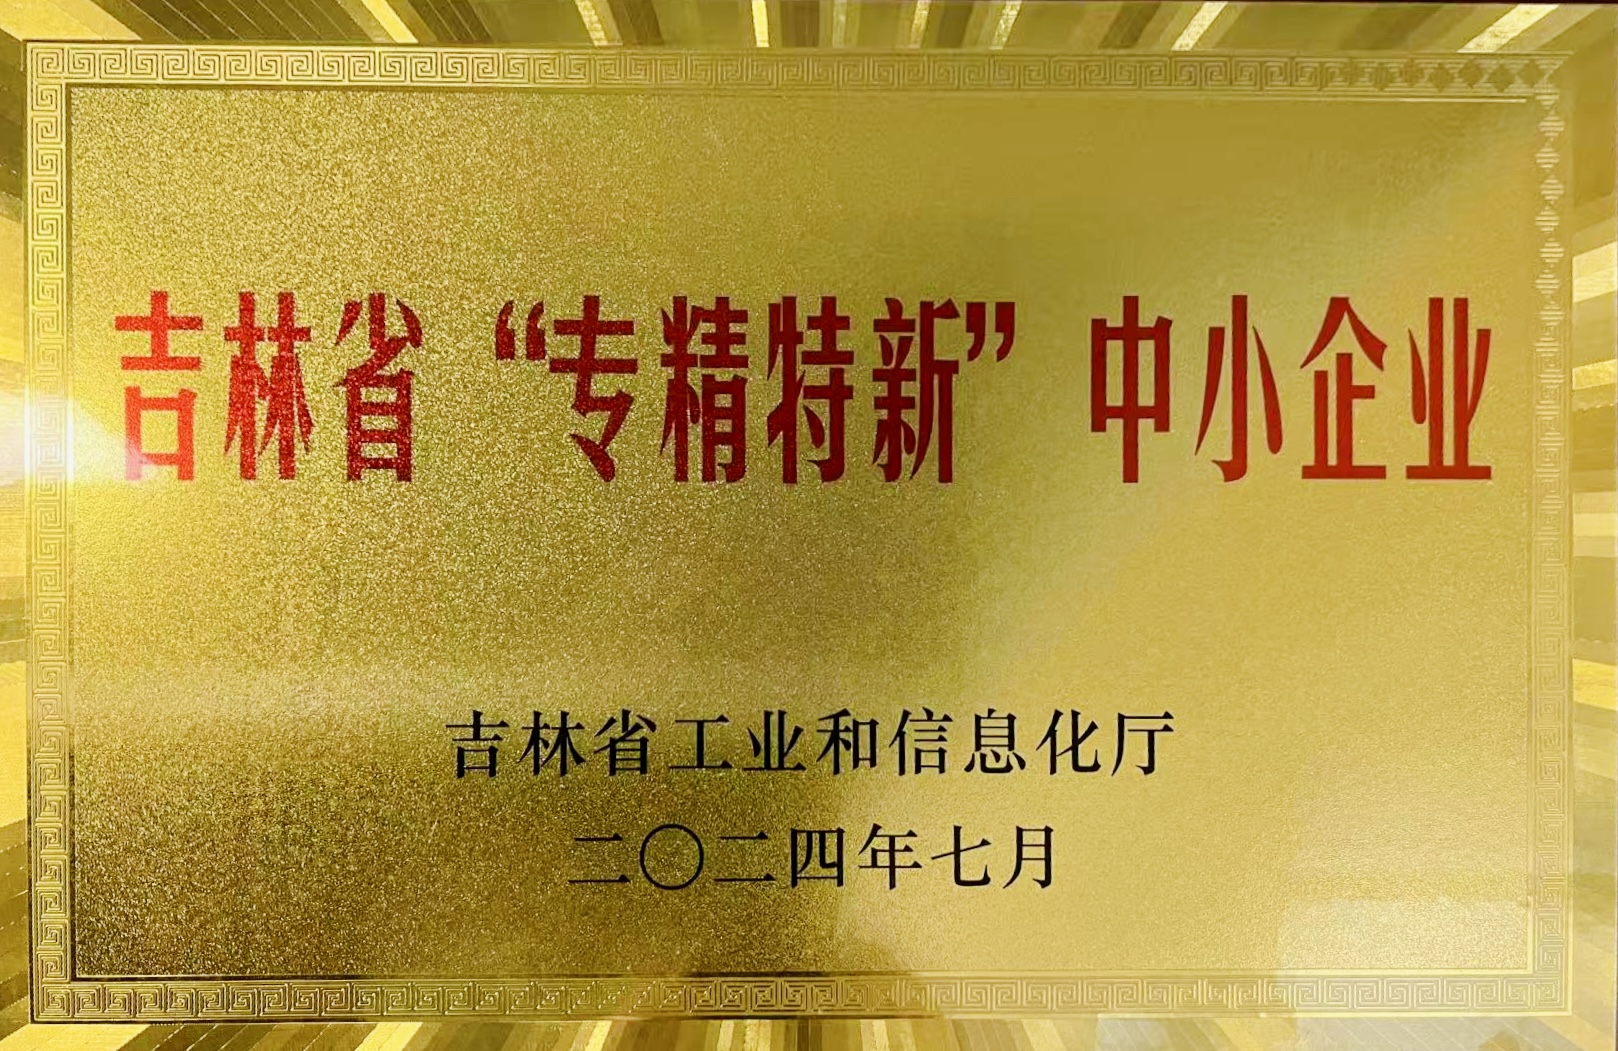 吉林省“专精特新”中小企业
吉林省工业和信息化厅
二〇二四年七月